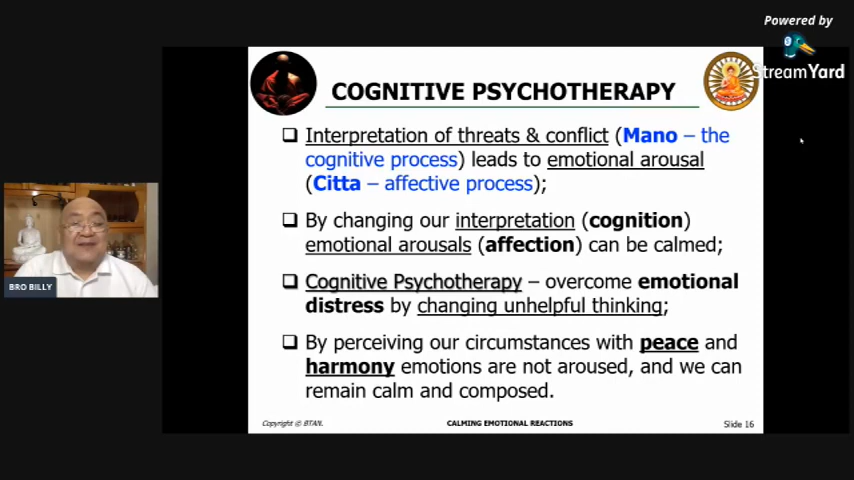 Powered by
StreamYard
COGNITIVE PSYCHOTHERAPY
Interpretation of threats & conflict (Mano – the
cognitive process) leads to emotional arousal
(Citta – affective process);
By changing our interpretation (cognition)
emotional arousals (affection) can be calmed;
Cognitive Psychotherapy – overcome emotional
distress by changing unhelpful thinking;
By perceiving our circumstances with peace and
harmony emotions are not aroused, and we can
remain calm and composed.
BRO BILLY
Copyright © BTAN.
CALMING EMOTIONAL REACTIONS
Slide 16